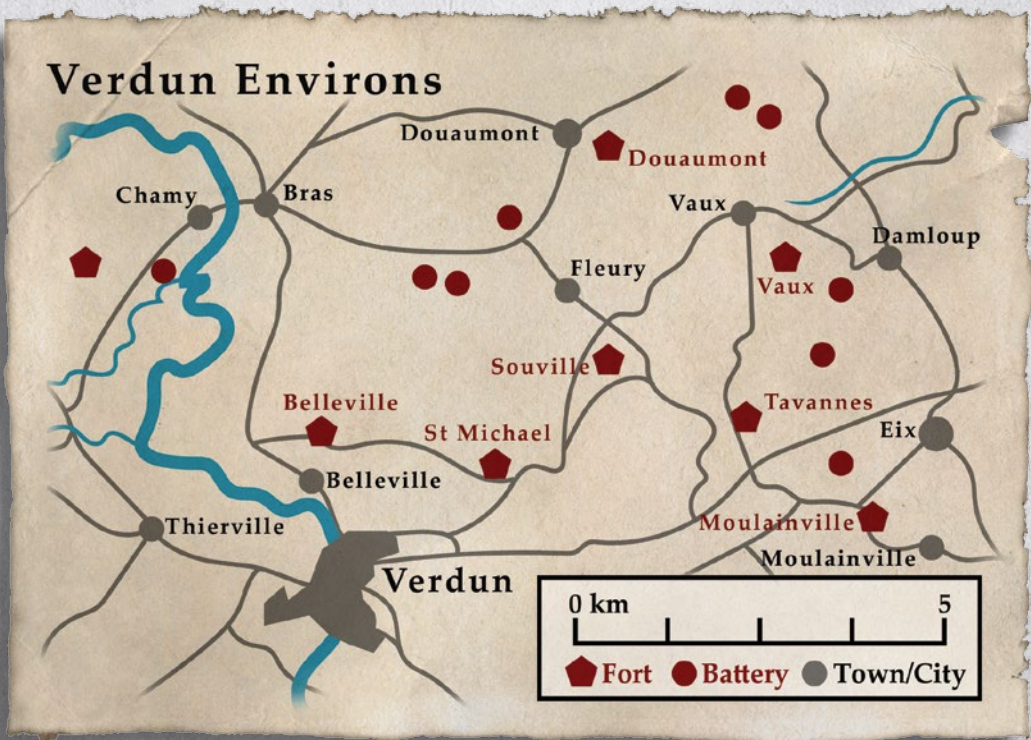 Verdun Environs
Douaumont
Douaumont
Chamy
Bras
Vaux
Damloup
Fleury
Vaux
Souville
Belleville
Tavannes
St Michael
Eix
Belleville
Thierville
Moulainville
Moulainville
Verdun
0 km 5
Fort Battery Town/City